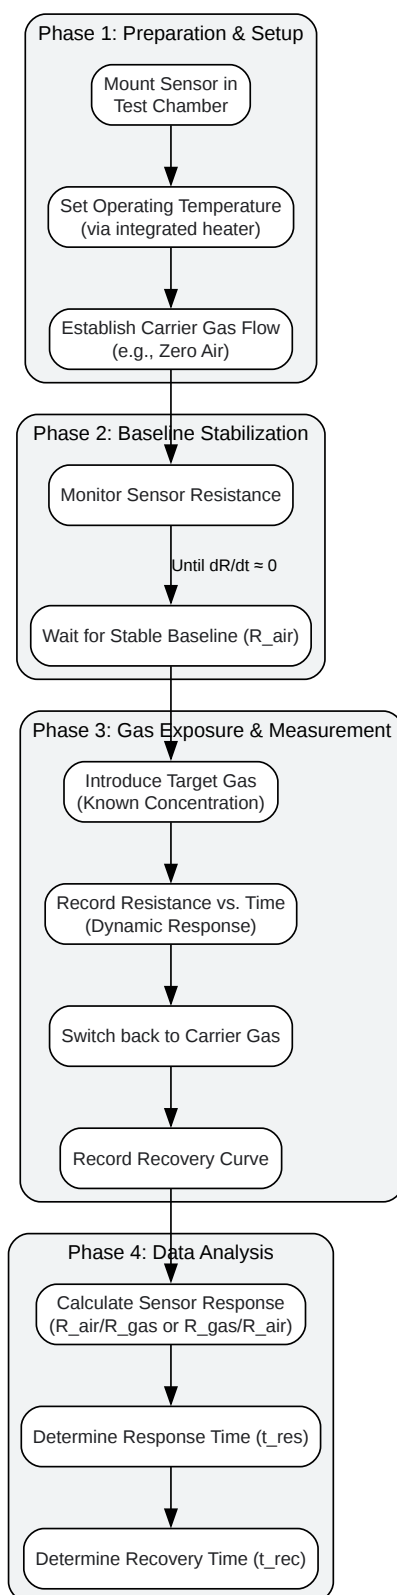 Phase 1: Preparation & Setup
Mount Sensor in
Test Chamber
Set Operating Temperature
(via integrated heater)
Establish Carrier Gas Flow
(e.g., Zero Air)
Phase 2: Baseline Stabilization
Monitor Sensor Resistance
Until dR/dt ≈ 0
Wait for Stable Baseline (R_air)
Phase 3: Gas Exposure & Measurement
Introduce Target Gas
(Known Concentration)
Record Resistance vs. Time
(Dynamic Response)
Switch back to Carrier Gas
Record Recovery Curve
Phase 4: Data Analysis
Calculate Sensor Response
(R_air/R_gas or R_gas/R_air)
Determine Response Time (t_res)
Determine Recovery Time (t_rec)